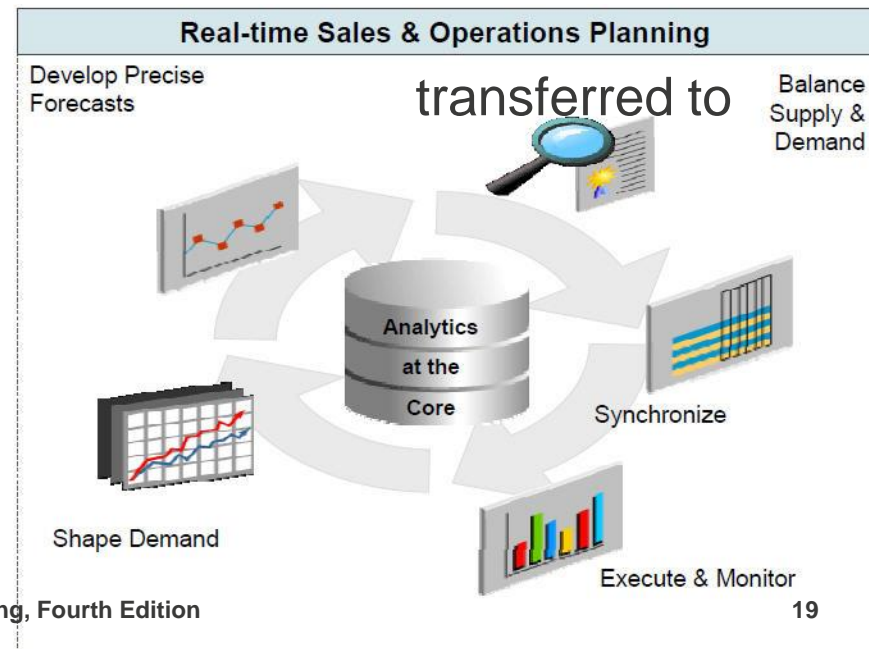 Real-time Sales & Operations Planning
Develop Precise
Forecasts
transferred to
Balance
Supply &
Demand
Analytics
at the
Core
Synchronize
Shape Demand
Execute & Monitor
ng, Fourth Edition
19